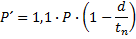 P′ = 1,1 · P · (1 − d/tₙ)